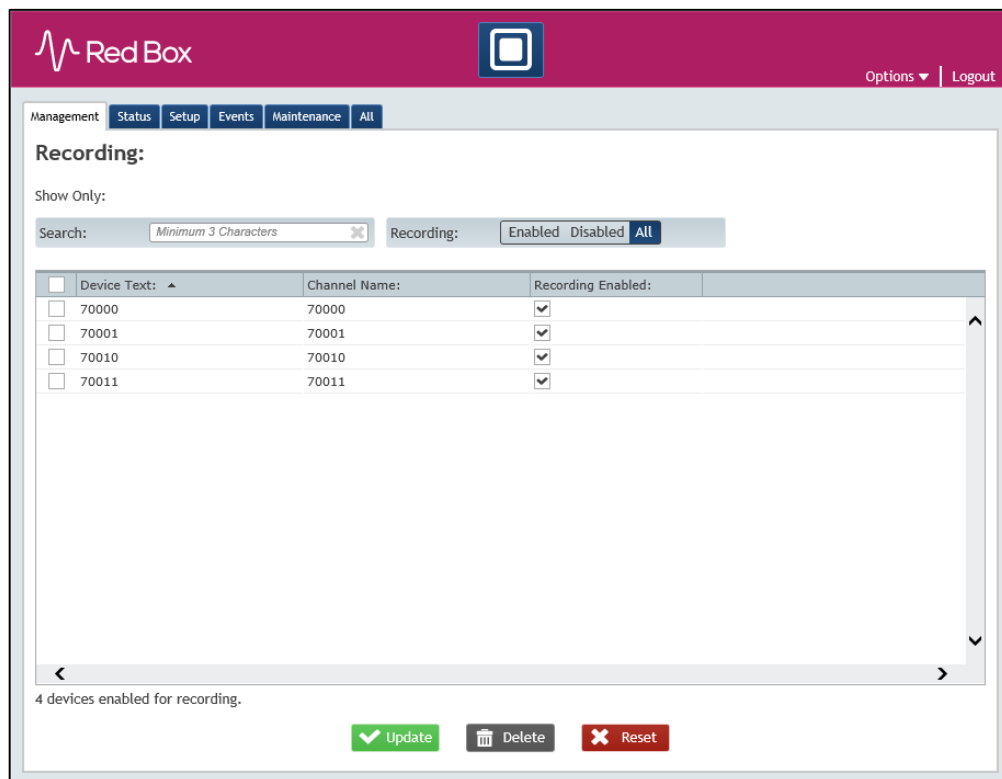 Red Box
Options Logout
Management Status Setup Events Maintenance All
Recording:
Show Only:
Search: Minimum 3 Characters Recording: Enabled Disabled All
Device Text: Channel Name: Recording Enabled:
70000 70000
70001 70001
70010 70010
70011 70011
4 devices enabled for recording.
Update Delete Reset